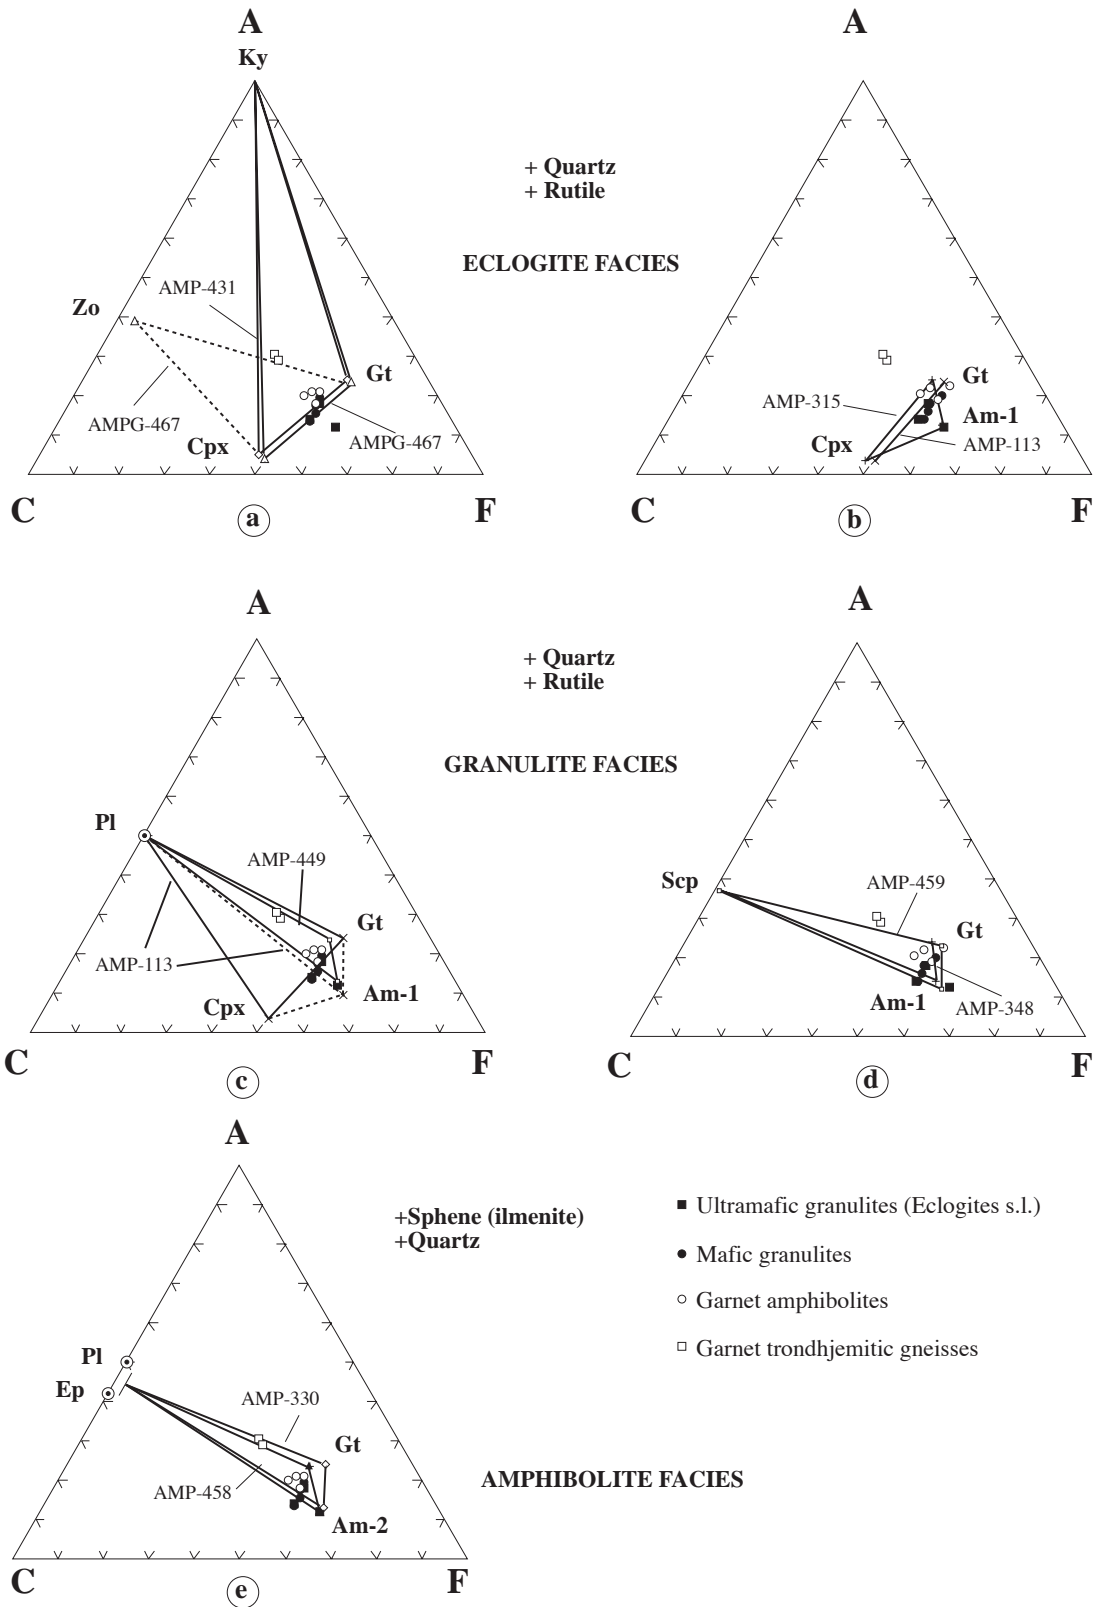 A
Ky
+ Quartz
+ Rutile
ECLOGITE FACIES
AMP-431
Zo
Gt
AMPG-467
Cpx
AMPG-467
C
F
a
A
Gt
AMP-315
Am-1
Cpx
AMP-113
C
F
b
A
+ Quartz
+ Rutile
GRANULITE FACIES
Pl
AMP-449
Gt
AMP-113
Cpx
Am-1
C
F
c
A
Scp
AMP-459
Gt
Am-1
AMP-348
C
F
d
A
+Sphene (ilmenite)
+Quartz
Pl
Ep
AMP-330
Gt
AMP-458
AMPHIBOLITE FACIES
Am-2
C
F
e
Ultramafic granulites (Eclogites s.l.)
Mafic granulites
Garnet amphibolites
Garnet trondhjemitic gneisses